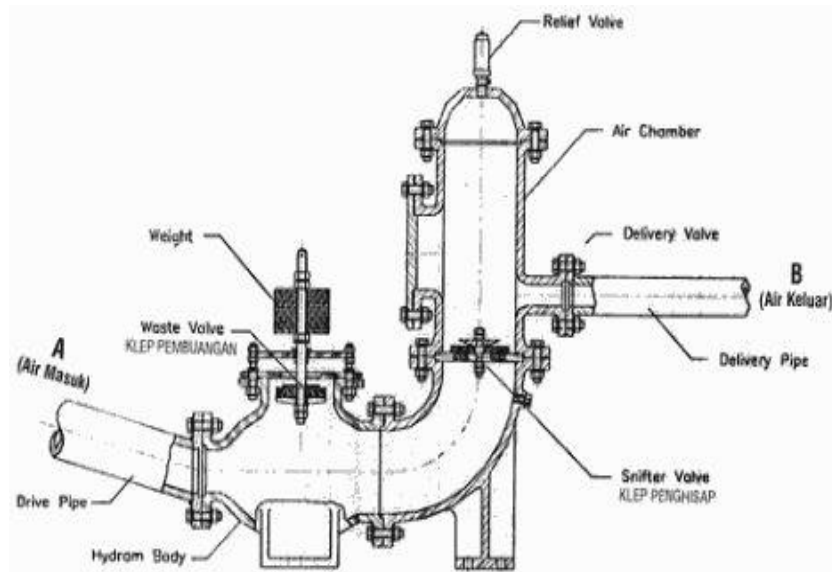 Relief Valve
Air Chamber
Weight
Delivery Valve
B
(Air Keluar)
Waste Valve
KLEP PEMBUANGAN
A
(Air Masuk)
Delivery Pipe
Snifter Valve
KLEP PENGHISAP
Drive Pipe
Hydram Body